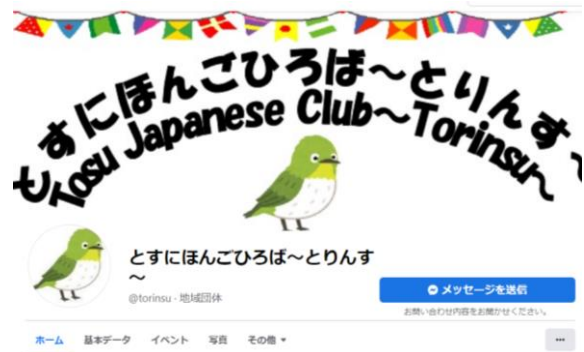 とすにほんごひろば～とりんす～
Tosu Japanese Club～Torinsu～
とすにほんごひろば～とりんす
～
@torinsu · 地域団体
メッセージを送信
お問い合わせ内容をお聞かせください。
ホーム 基本データ イベント 写真 その他 ▾